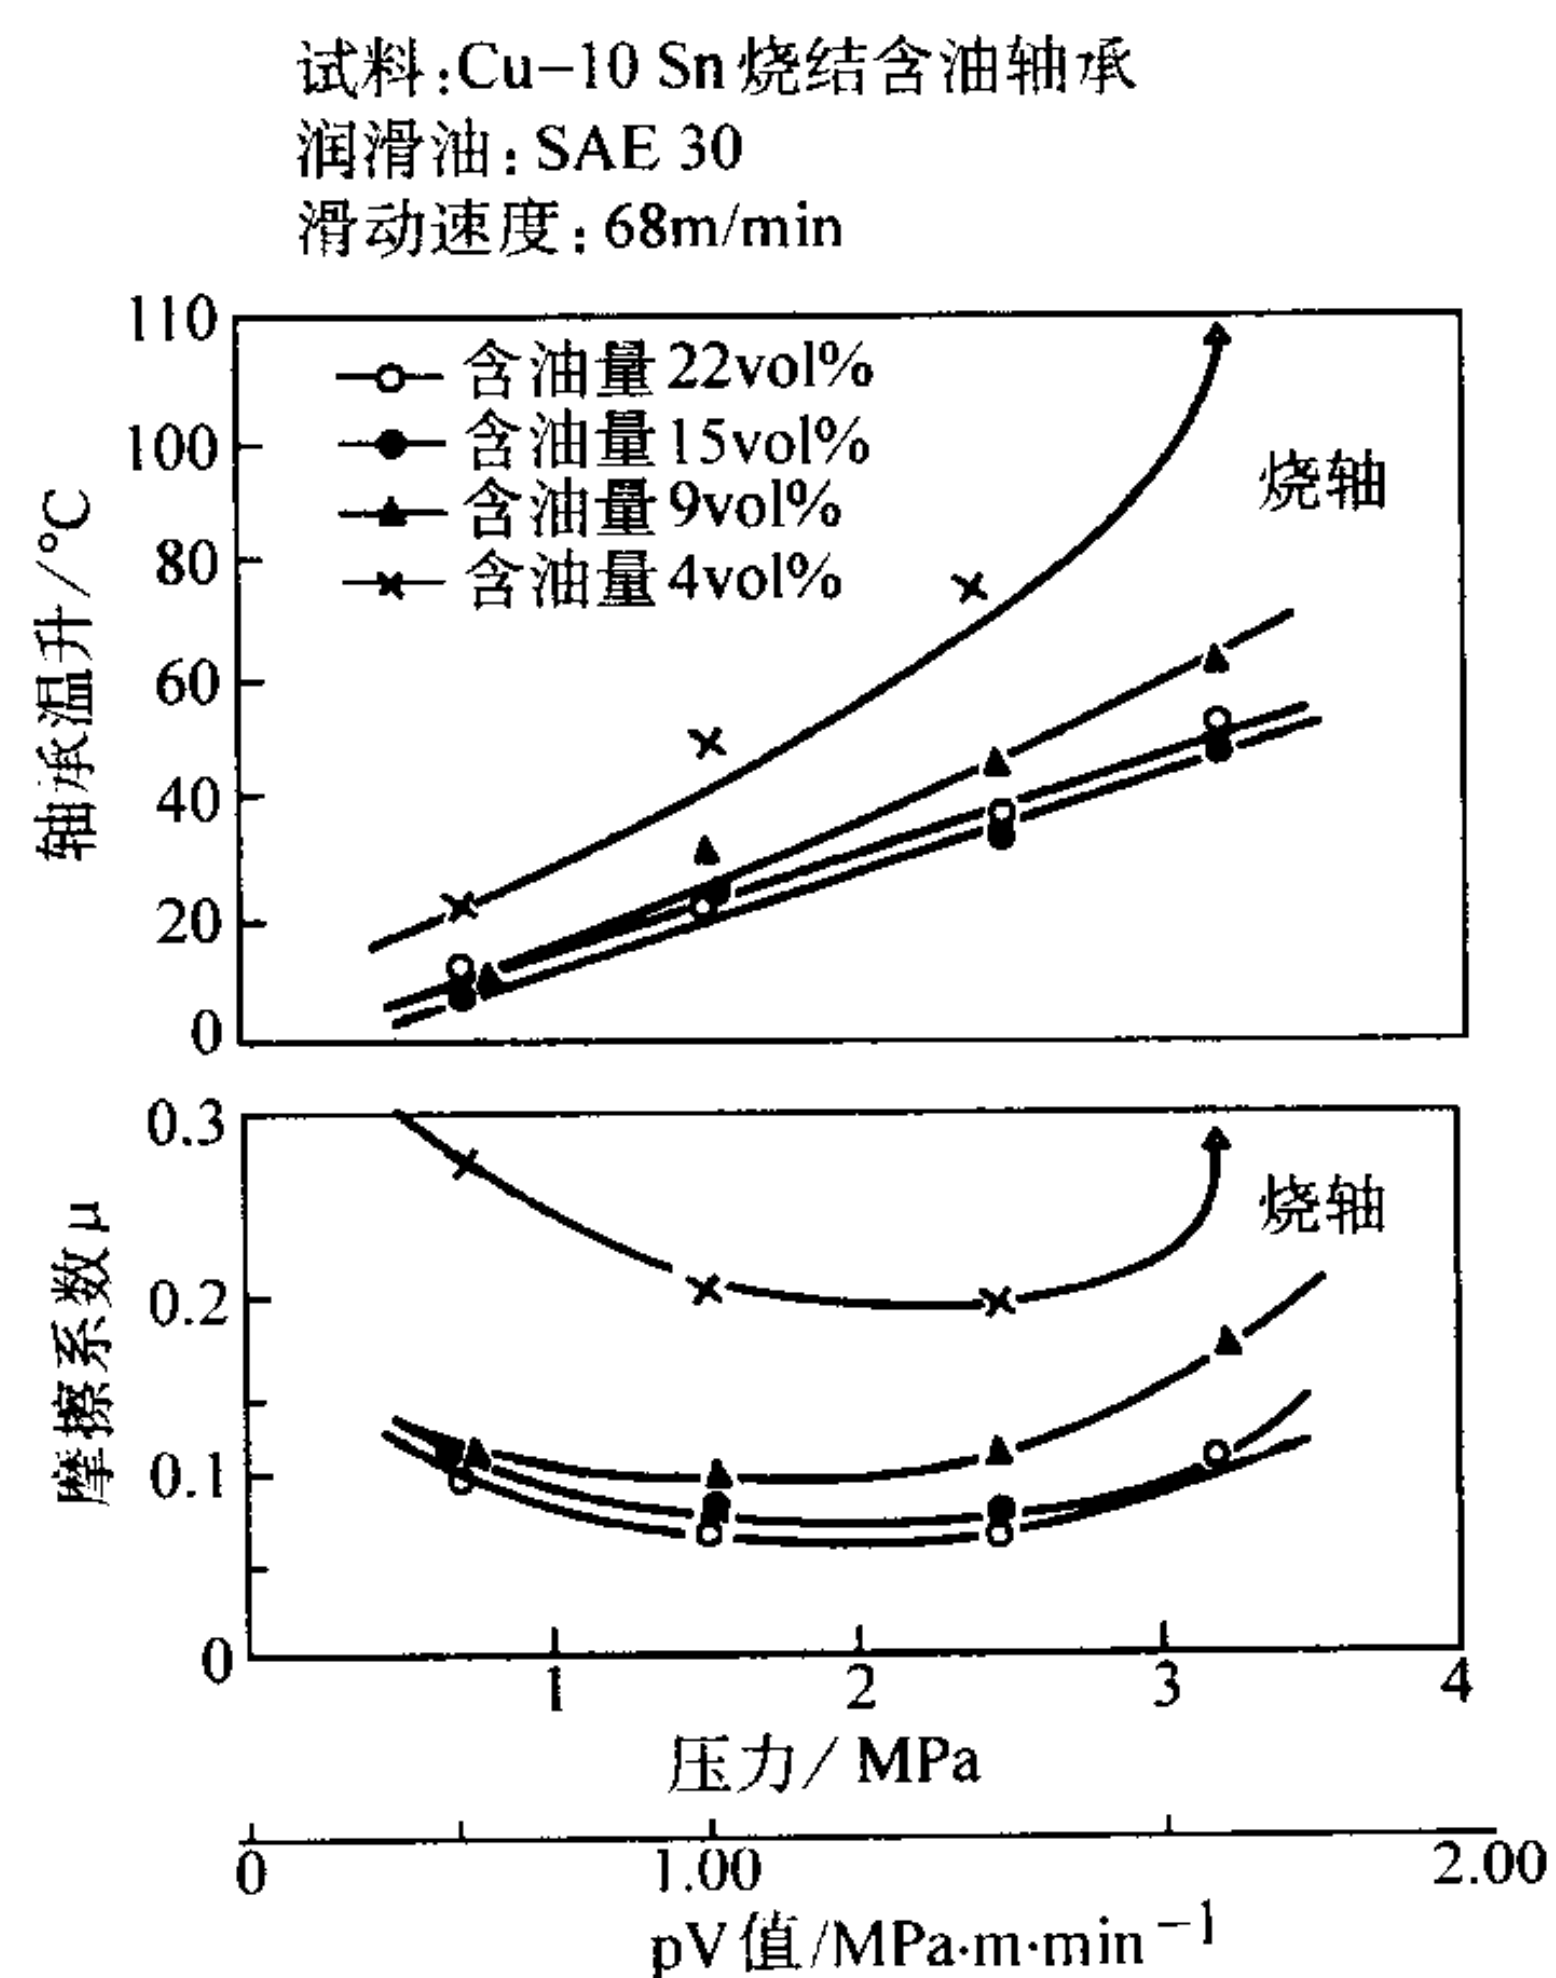 试料:Cu-10 Sn烧结含油轴承
润滑油:SAE 30
滑动速度:68m/min
110
100
80
60
40
20
0
轴承温升/°C
含油量22vol%
含油量15vol%
含油量9vol%
含油量4vol%
烧轴
0.3
0.2
0.1
0
摩擦系数μ
烧轴
1 2 3 4
压力/MPa
0 1.00 2.00
pV值/MPa·m·min⁻¹